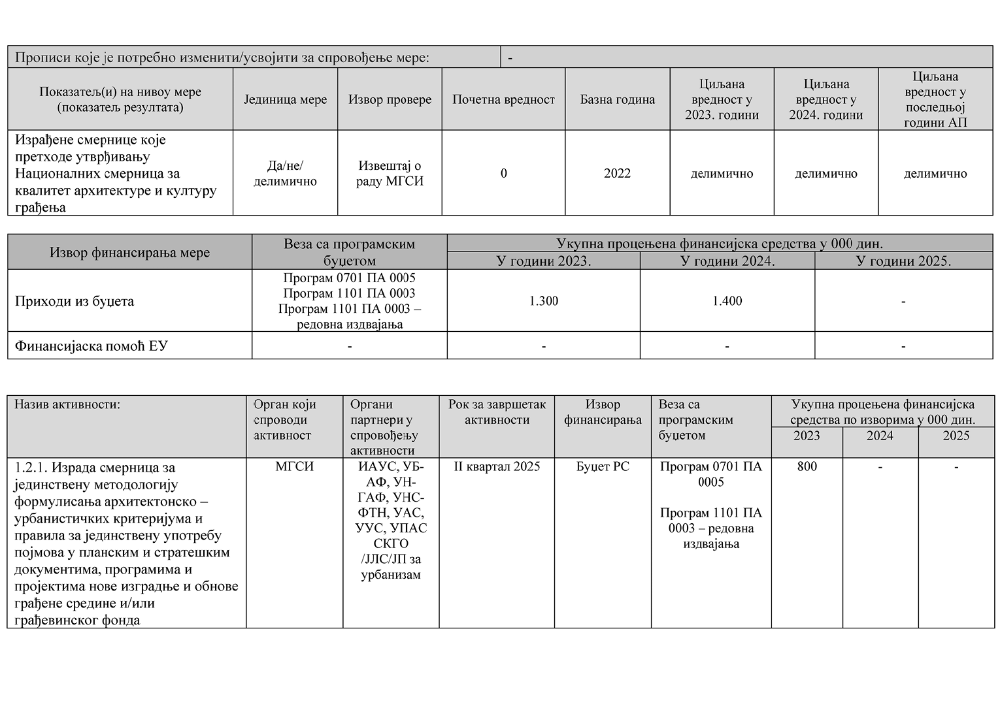 Прописи које је потребно изменити/усвојити за спровођење мере: -
Показатељ(и) на нивоу мере
(показатељ резултата)
Јединица мере
Извор провере
Почетна вредност
Базна година
Циљана
вредност у
2023. години
Циљана
вредност у
2024. години
Циљана
вредност у
последњој
години АП
Израђене смернице које
претходе утврђивању
Националних смерница за
квалитет архитектуре и културу
грађења
Да/не/
делимично
Извештај о
раду МГСИ
0
2022
делимично
делимично
делимично
Извор финансирања мере
Веза са програмским
буџетом
Укупна процењена финансијска средства у 000 дин.
У години 2023.
У години 2024.
У години 2025.
Приходи из буџета
Програм 0701 ПА 0005
Програм 1101 ПА 0003
Програм 1101 ПА 0003 –
редовна издвајања
1.300
1.400
-
Финансијаска помоћ ЕУ
-
-
-
-
Назив активности:
Орган који
спроводи
активност
Органи
партнери у
спровођењу
активности
Рок за завршетак
активности
Извор
финансирања
Веза са
програмским
буџетом
Укупна процењена финансијска
средства по изворима у 000 дин.
2023
2024
2025
1.2.1. Израда смерница за
јединствену методологију
формулисања архитектонско –
урбанистичких критеријума и
правила за јединствену употребу
појмова у планским и стратешким
документима, програмима и
пројектима нове изградње и обнове
грађене средине и/или
грађевинског фонда
МГСИ
ИАУС, УБ-
АФ, УН-
ГАФ, УНС-
ФТН, УАС,
УУС, УПАС
СКГО
/ЈЛС/ЈП за
урбанизам
II квартал 2025
Буџет РС
Програм 0701 ПА
0005
Програм 1101 ПА
0003 – редовна
издвајања
800
-
-